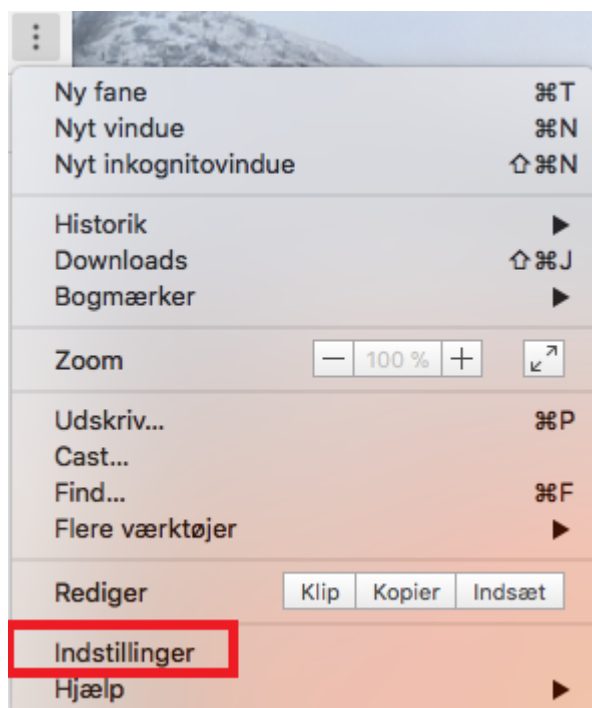 Ny fane ⌘T
Nyt vindue ⌘N
Nyt inkognitovindue ⇧⌘N
Historik ▶
Downloads ⇧⌘J
Bogmærker ▶
Zoom — 100 % +
Udskriv... ⌘P
Cast...
Find... ⌘F
Flere værktøjer ▶
Rediger Klip Kopier Indsæt
Indstillinger
Hjælp ▶